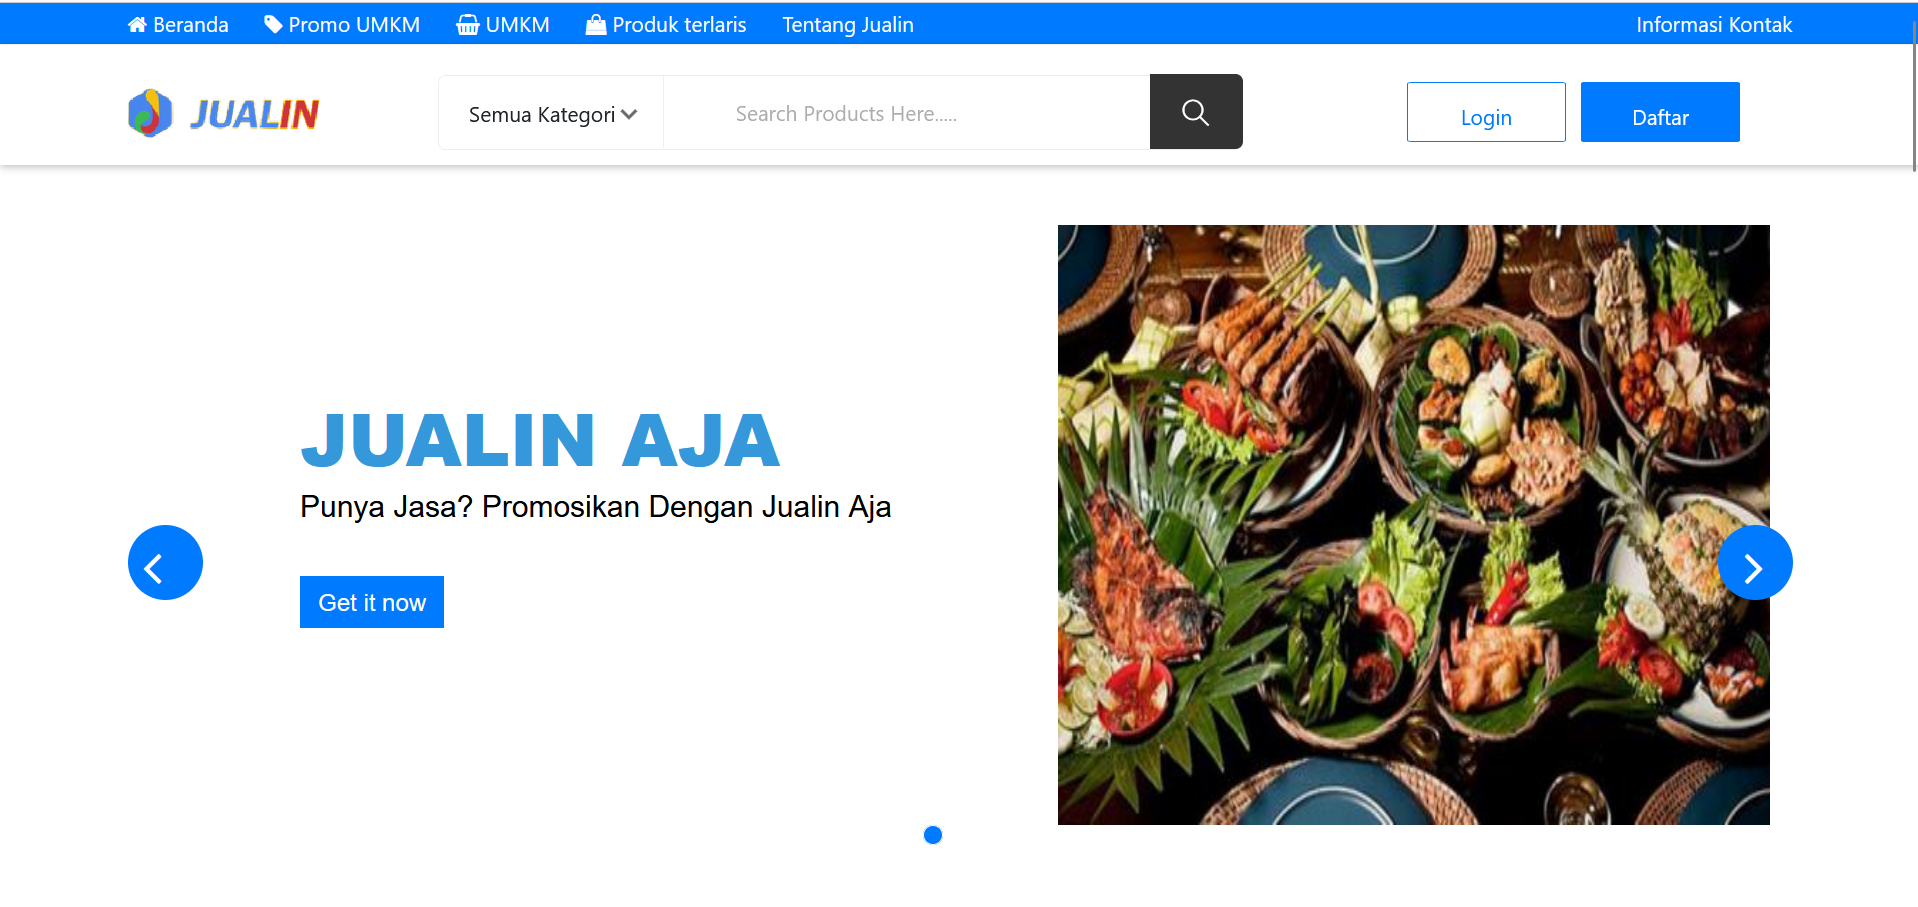 Beranda Promo UMKM UMKM Produk terlaris Tentang Jualin Informasi Kontak
JUALIN Semua Kategori Search Products Here..... Login Daftar
JUALIN AJA
Punya Jasa? Promosikan Dengan Jualin Aja
Get it now